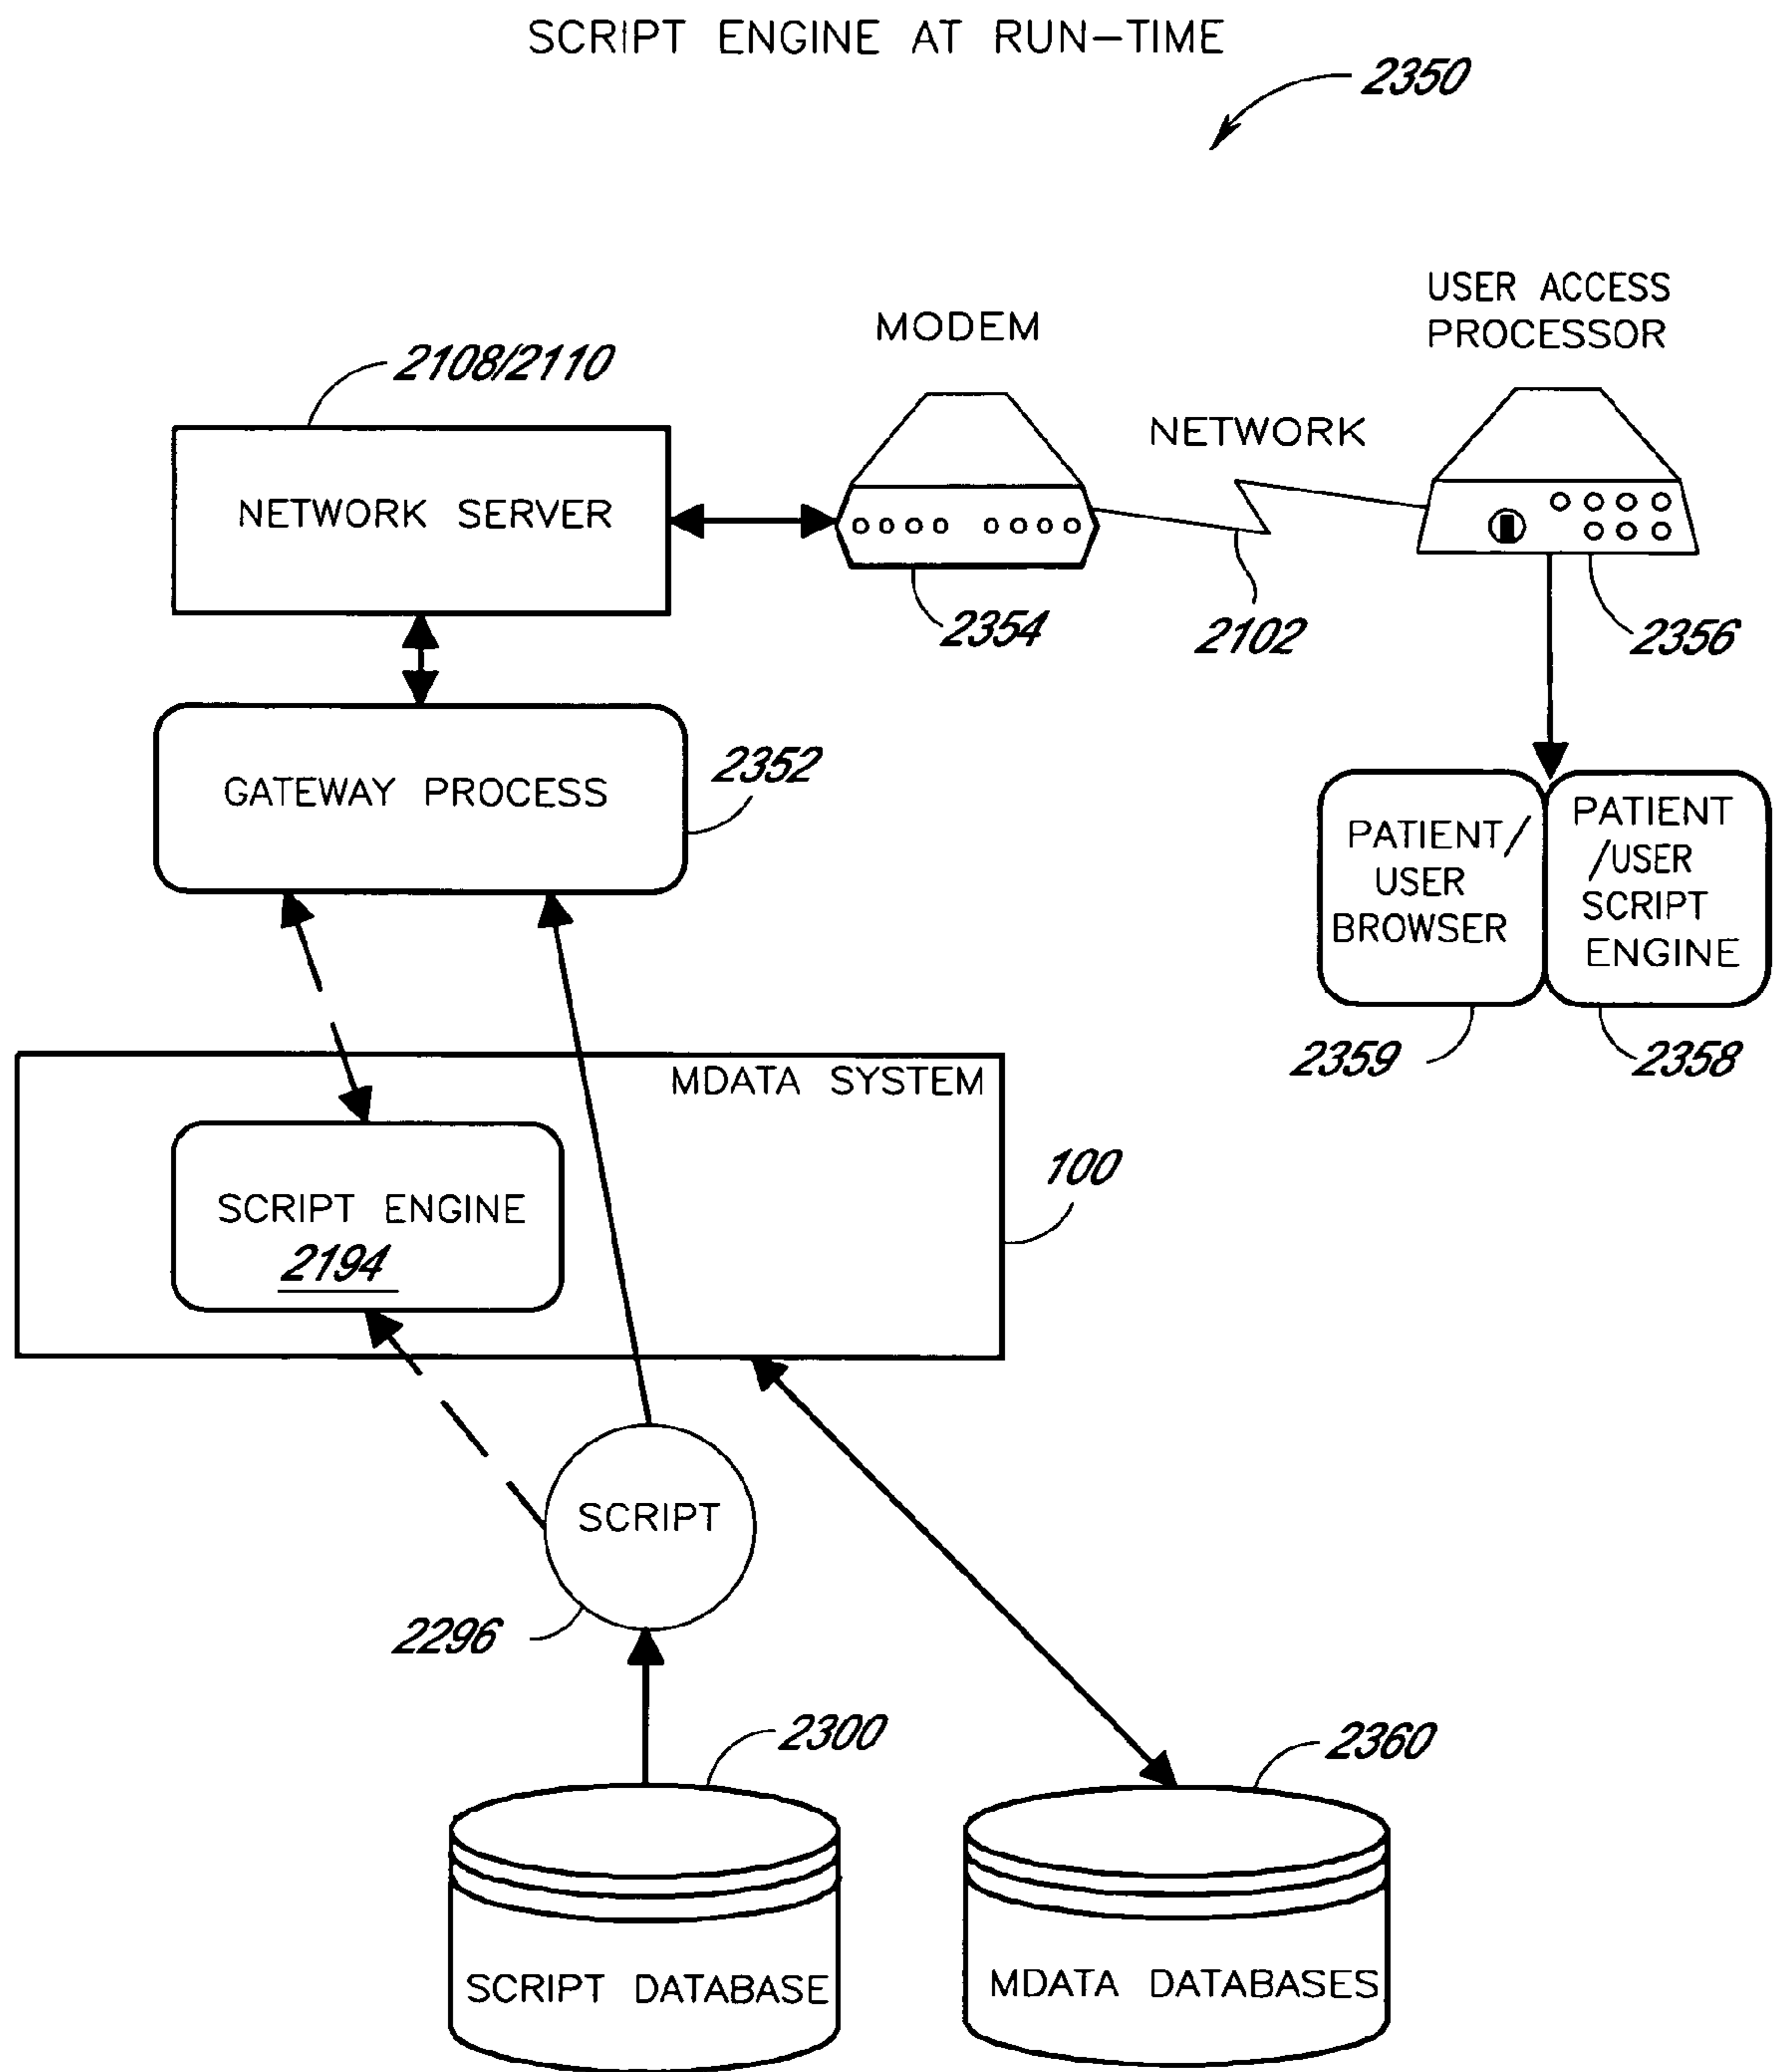 SCRIPT ENGINE AT RUN-TIME
2350
USER ACCESS
PROCESSOR
MODEM
2108/2110
NETWORK
NETWORK SERVER
2354
2102
2356
GATEWAY PROCESS
2352
PATIENT/
USER
BROWSER
PATIENT
/USER
SCRIPT
ENGINE
2359
2358
MDATA SYSTEM
100
SCRIPT ENGINE
2194
SCRIPT
2296
2300
2360
SCRIPT DATABASE
MDATA DATABASES